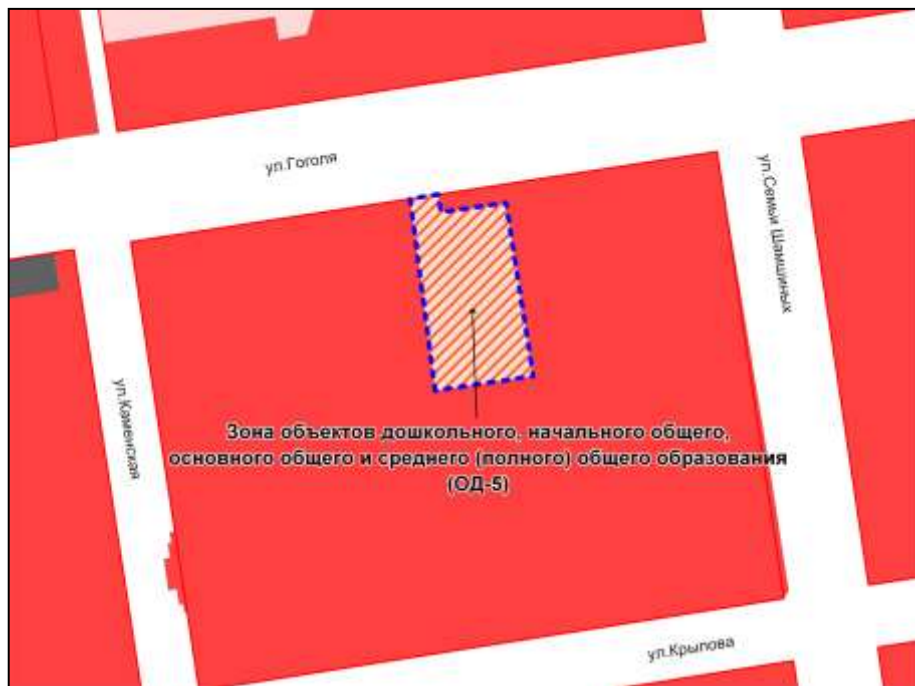 ул.Гоголя
ул.Семьи Шамшиных
ул.Каменская
Зона объектов дошкольного, начального общего,
основного общего и среднего (полного) общего образования
(ОД-5)
ул.Крылова